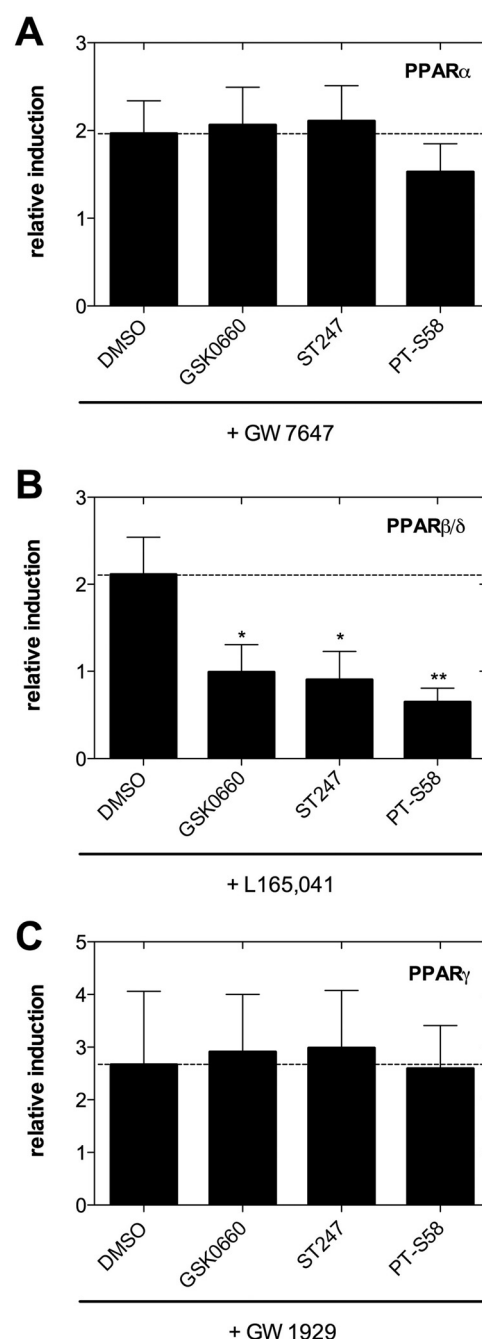 A
relative induction
3
2
1
0
PPARα
DMSO
GSK0660
ST247
PT-S58
+ GW 7647
B
relative induction
3
2
1
0
PPARβ/δ
*
*
**
DMSO
GSK0660
ST247
PT-S58
+ L165,041
C
relative induction
5
4
3
2
1
0
PPARγ
DMSO
GSK0660
ST247
PT-S58
+ GW 1929